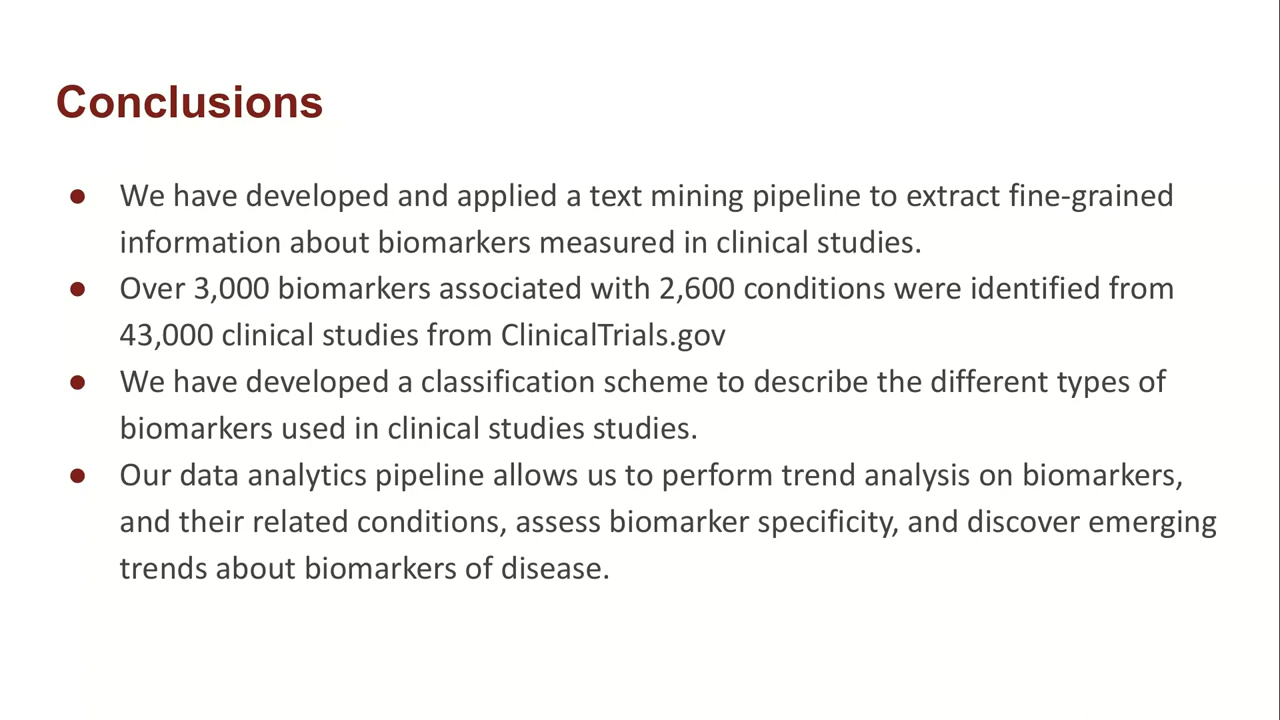 Conclusions
● We have developed and applied a text mining pipeline to extract fine-grained
information about biomarkers measured in clinical studies.
● Over 3,000 biomarkers associated with 2,600 conditions were identified from
43,000 clinical studies from ClinicalTrials.gov
● We have developed a classification scheme to describe the different types of
biomarkers used in clinical studies studies.
● Our data analytics pipeline allows us to perform trend analysis on biomarkers,
and their related conditions, assess biomarker specificity, and discover emerging
trends about biomarkers of disease.